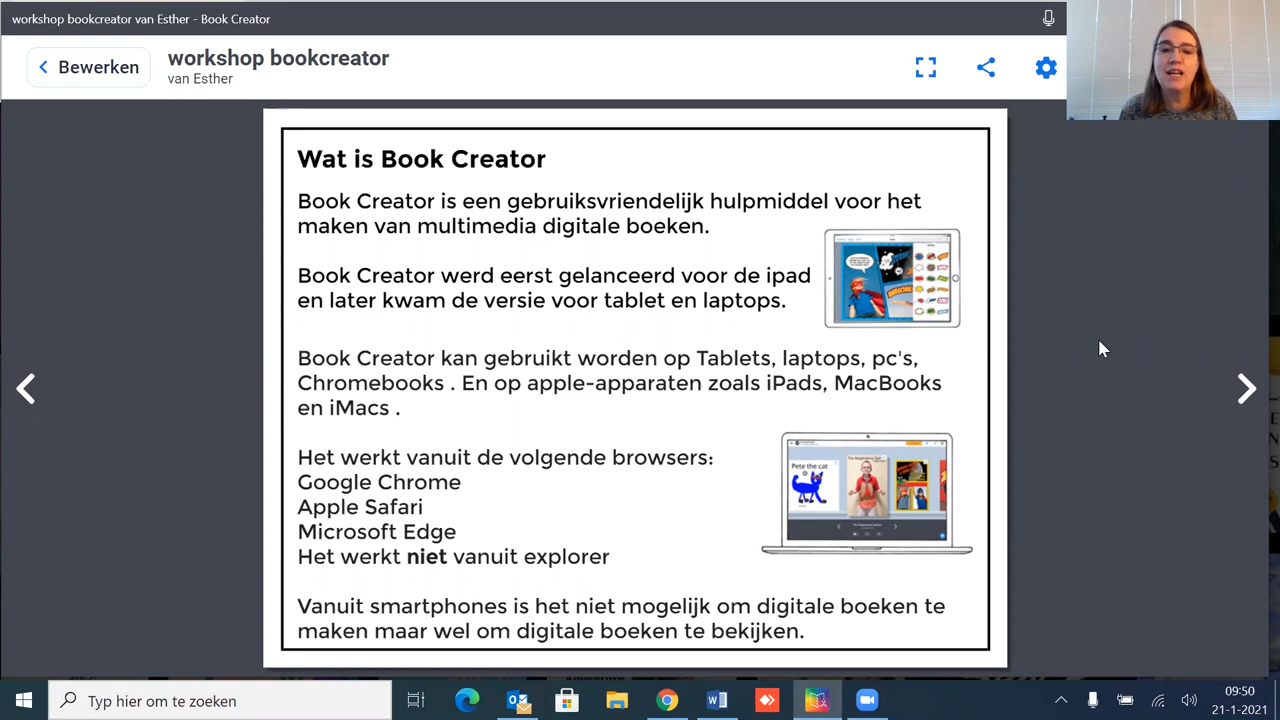 workshop bookcreator van Esther - Book Creator
Bewerken
workshop bookcreator
van Esther
Wat is Book Creator
Book Creator is een gebruiksvriendelijk hulpmiddel voor het
maken van multimedia digitale boeken.
Book Creator werd eerst gelanceerd voor de ipad
en later kwam de versie voor tablet en laptops.
Book Creator kan gebruikt worden op Tablets, laptops, pc's,
Chromebooks . En op apple-apparaten zoals iPads, MacBooks
en iMacs .
Het werkt vanuit de volgende browsers:
Google Chrome
Apple Safari
Microsoft Edge
Het werkt niet vanuit explorer
Pete the cat
Vanuit smartphones is het niet mogelijk om digitale boeken te
maken maar wel om digitale boeken te bekijken.
Typ hier om te zoeken
09:50
21-1-2021